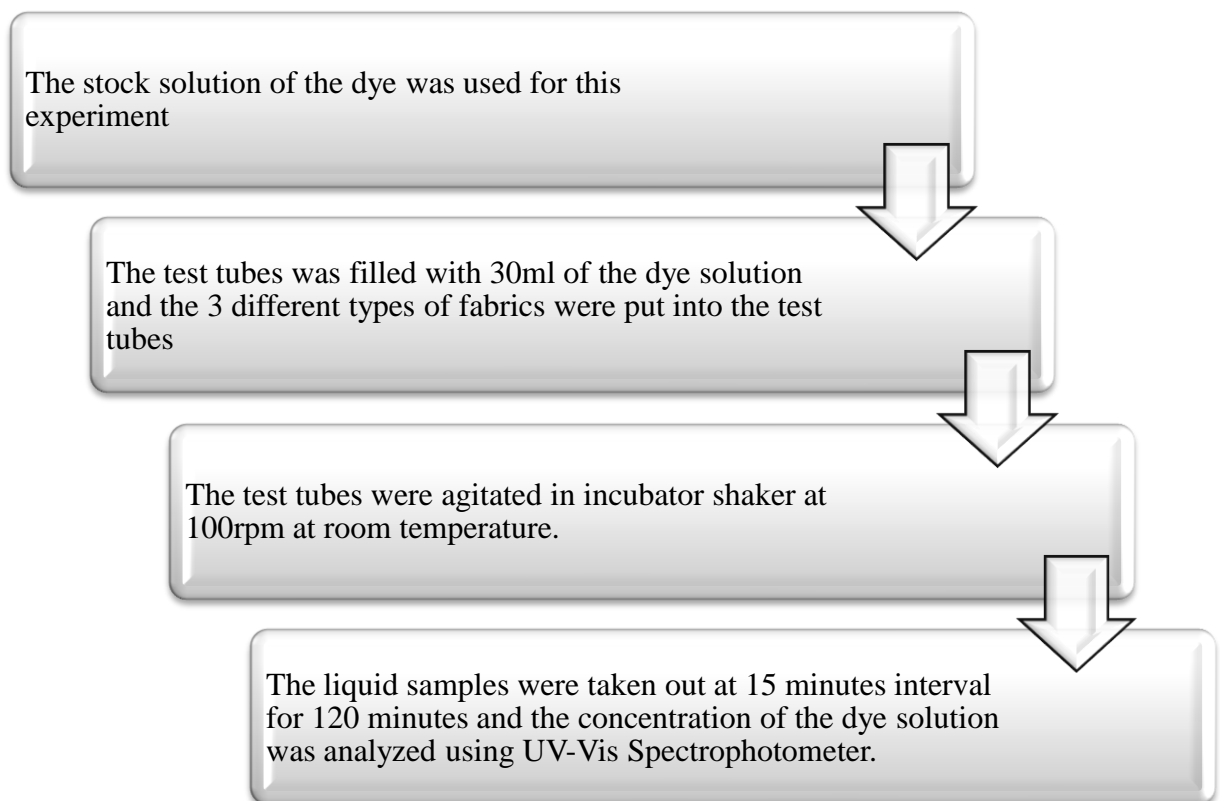 The stock solution of the dye was used for this
experiment
The test tubes was filled with 30ml of the dye solution
and the 3 different types of fabrics were put into the test
tubes
The test tubes were agitated in incubator shaker at
100rpm at room temperature.
The liquid samples were taken out at 15 minutes interval
for 120 minutes and the concentration of the dye solution
was analyzed using UV-Vis Spectrophotometer.